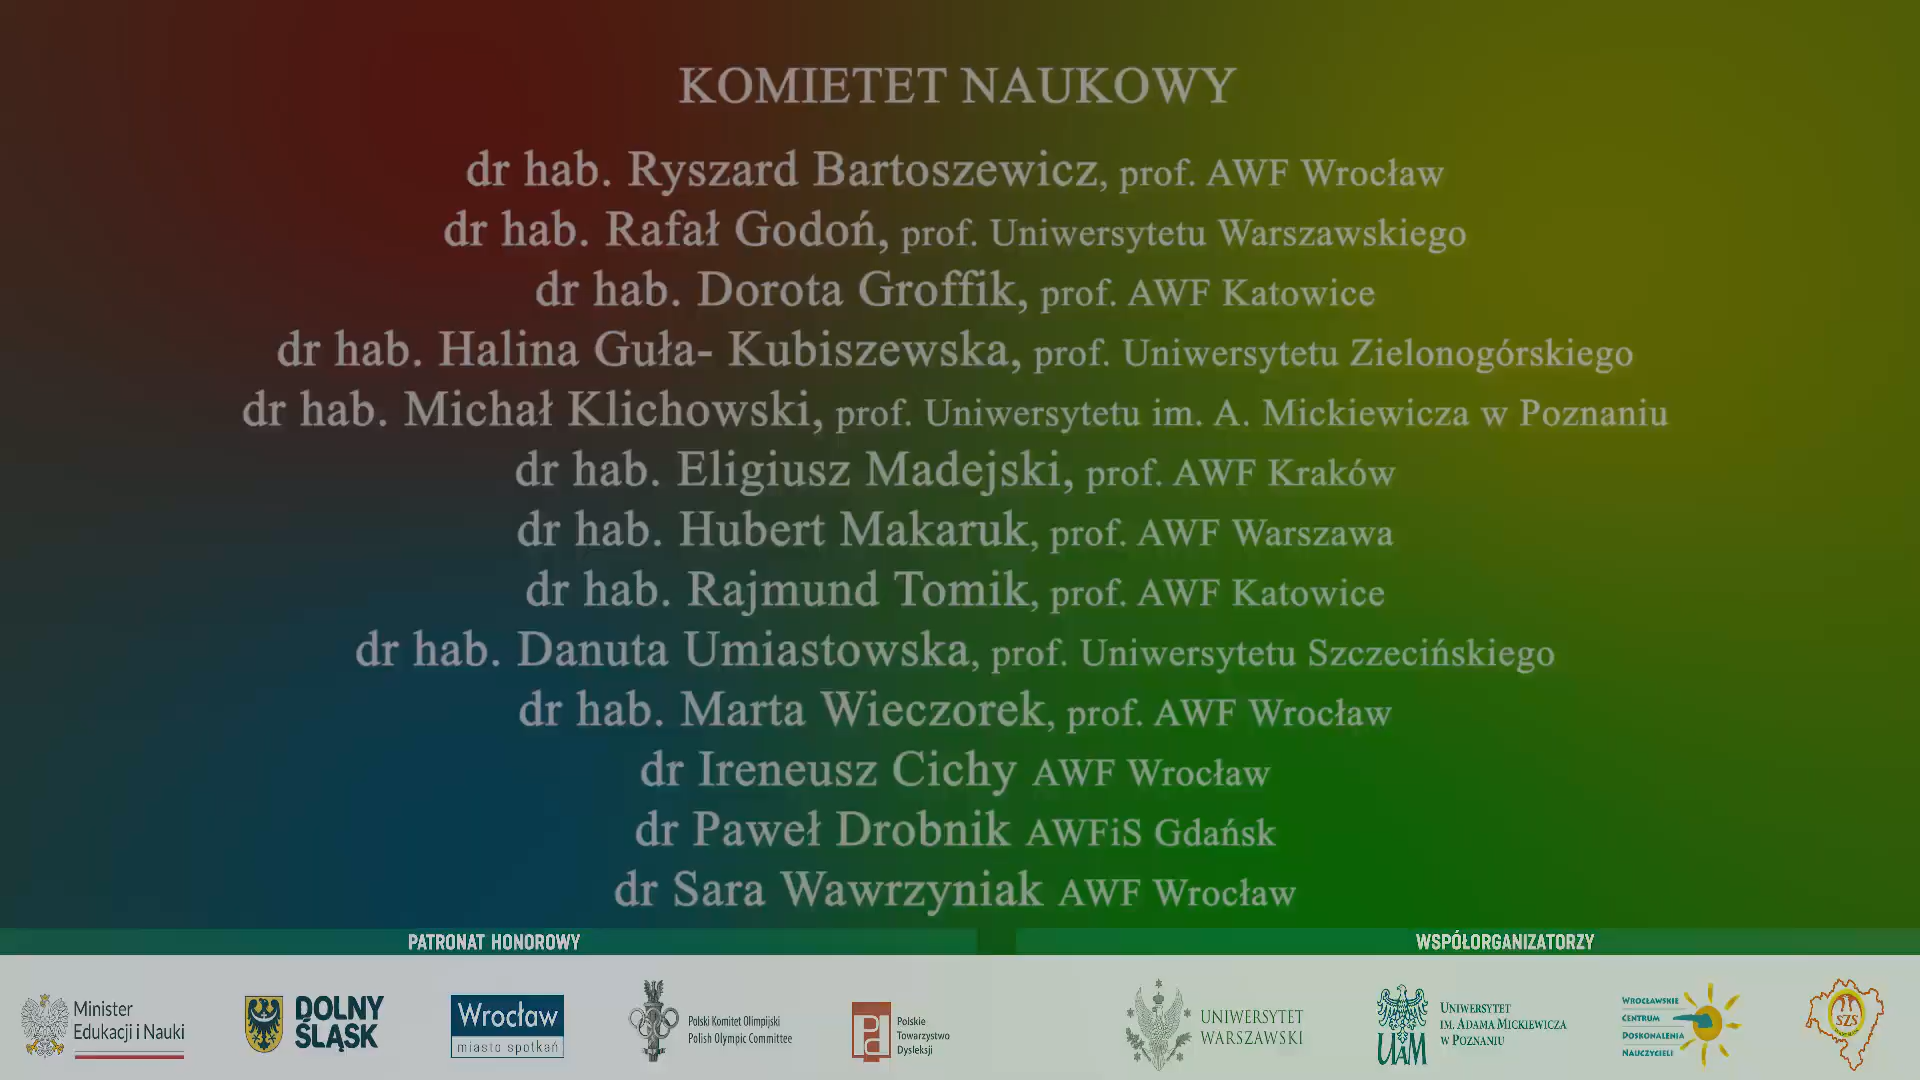 KOMIETET NAUKOWY
dr hab. Ryszard Bartoszewicz, prof. AWF Wrocław
dr hab. Rafał Godoń, prof. Uniwersytetu Warszawskiego
dr hab. Dorota Groffik, prof. AWF Katowice
dr hab. Halina Guła- Kubiszewska, prof. Uniwersytetu Zielonogórskiego
dr hab. Michał Klichowski, prof. Uniwersytetu im. A. Mickiewicza w Poznaniu
dr hab. Eligiusz Madejski, prof. AWF Kraków
dr hab. Hubert Makaruk, prof. AWF Warszawa
dr hab. Rajmund Tomik, prof. AWF Katowice
dr hab. Danuta Umiastowska, prof. Uniwersytetu Szczecińskiego
dr hab. Marta Wieczorek, prof. AWF Wrocław
dr Ireneusz Cichy AWF Wrocław
dr Paweł Drobnik AWFiS Gdańsk
dr Sara Wawrzyniak AWF Wrocław
PATRONAT HONOROWY
WSPÓŁORGANIZATORZY
Minister
Edukacji i Nauki
DOLNY
ŚLĄSK
Wrocław
miasto spotkań
Polski Komitet Olimpijski
Polish Olympic Committee
Polskie
Towarzystwo
Dysleksji
UNIWERSYTET
WARSZAWSKI
UAM
UNIWERSYTET
IM. ADAMA MICKIEWICZA
W POZNANIU
WROCŁAWSKIE
CENTRUM
DOSKONALENIA
NAUCZYCIELI
SZS